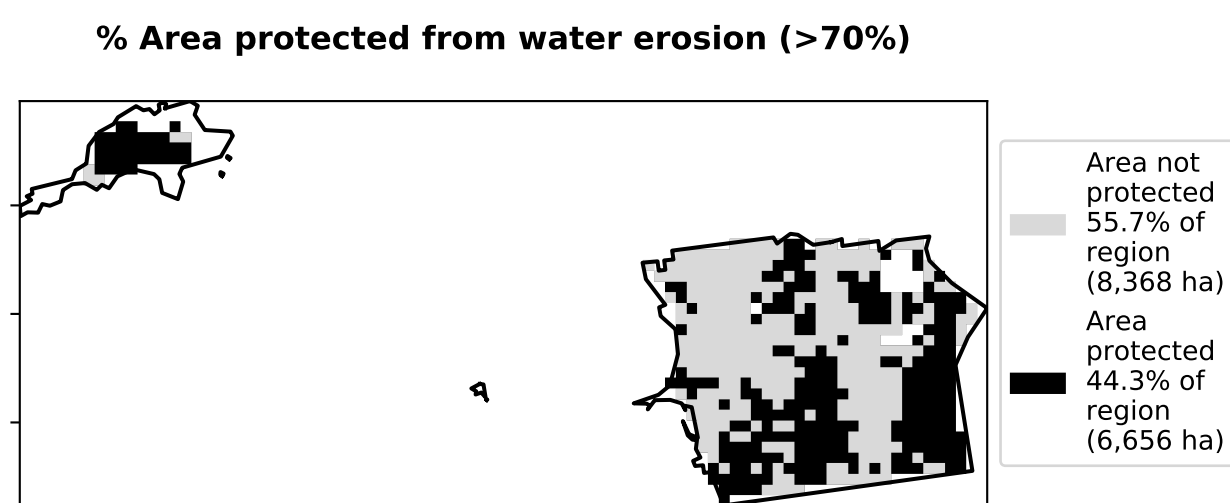 % Area protected from water erosion (>70%)
Area not
protected
55.7% of
region
(8,368 ha)
Area
protected
44.3% of
region
(6,656 ha)